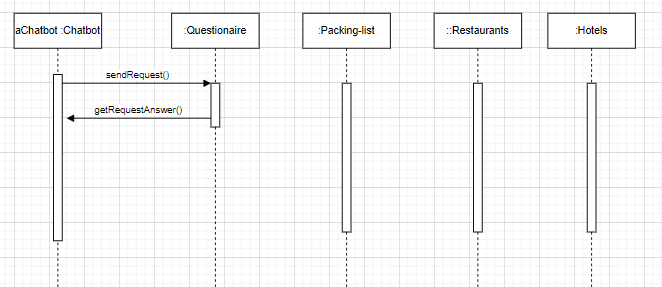 aChatbot :Chatbot
:Questionaire
:Packing-list
::Restaurants
:Hotels
sendRequest()
getRequestAnswer()